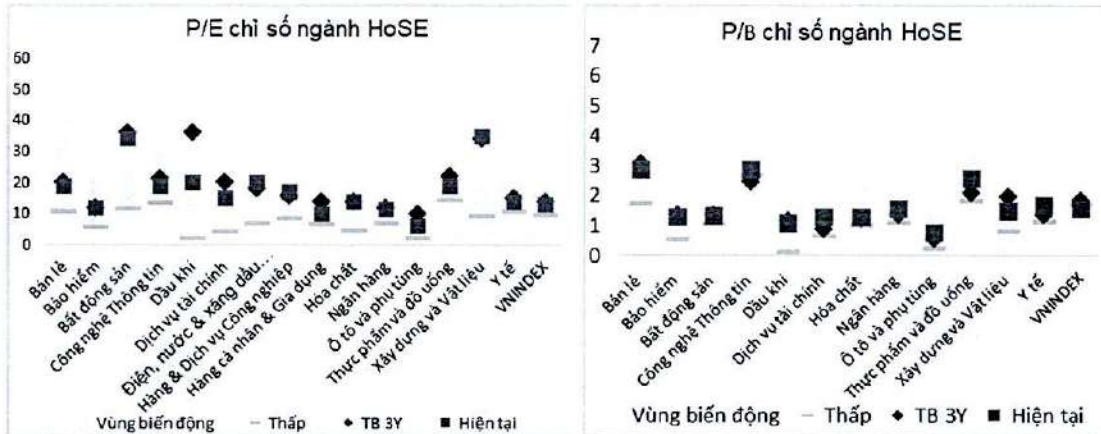 P/E chỉ số ngành HoSE
60
50
40
30
20
10
0
Bán lẻ
Bảo hiểm
Bất động sản
Công nghệ Thông tin
Dầu khí
Dịch vụ tài chính
Điện, nước & xăng dầu...
Hàng & Dịch vụ Công nghiệp
Hàng cá nhân & Gia dụng
Hóa chất
Ngân hàng
Ô tô và phụ tùng
Thực phẩm và đồ uống
Xây dựng và Vật liệu
Y tế
VNINDEX
Vùng biến động Thấp TB 3Y Hiện tại
P/B chỉ số ngành HoSE
7
6
5
4
3
2
1
0
Bán lẻ
Bảo hiểm
Bất động sản
Công nghệ Thông tin
Dầu khí
Dịch vụ tài chính
Hóa chất
Ngân hàng
Ô tô và phụ tùng
Thực phẩm và đồ uống
Xây dựng và Vật liệu
Y tế
VNINDEX
Vùng biến động Thấp TB 3Y Hiện tại